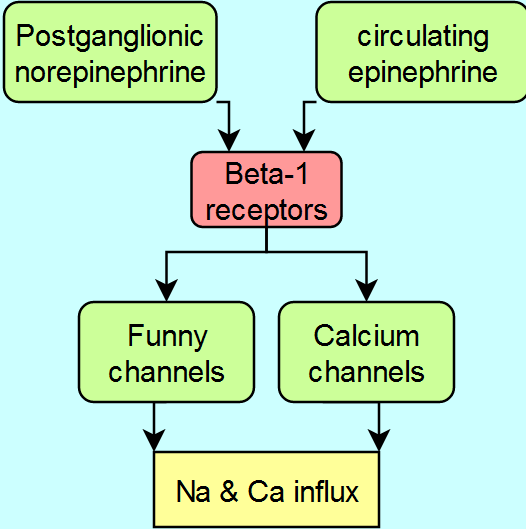 Postganglionic
norepinephrine
circulating
epinephrine
Beta-1
receptors
Funny
channels
Calcium
channels
Na & Ca influx